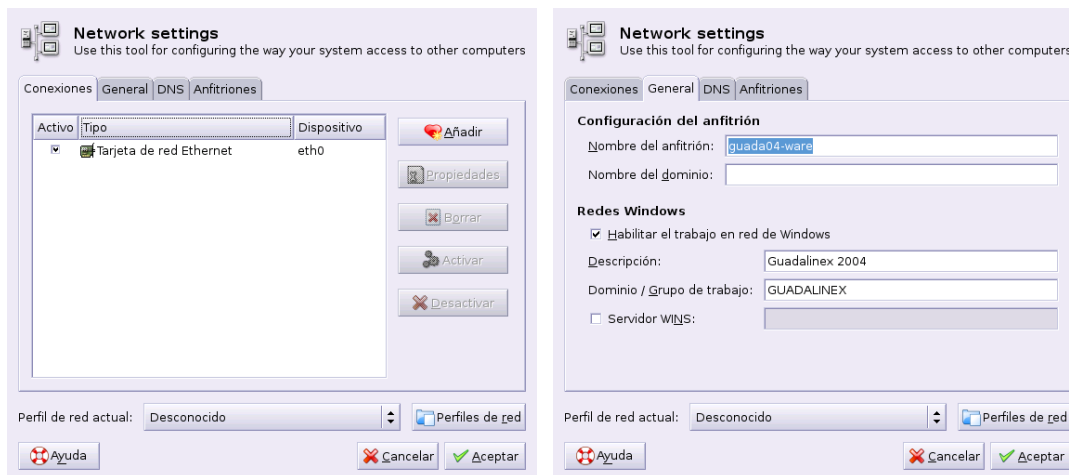 Network settings
Use this tool for configuring the way your system access to other computers
Conexiones General DNS Anfitriones
Activo Tipo Dispositivo
Tarjeta de red Ethernet eth0
Añadir
Propiedades
Borrar
Activar
Desactivar
Perfil de red actual: Desconocido Perfiles de red
Ayuda Cancelar Aceptar
Network settings
Use this tool for configuring the way your system access to other computers
Conexiones General DNS Anfitriones
Configuración del anfitrión
Nombre del anfitrión: guada04-ware
Nombre del dominio:
Redes Windows
Habilitar el trabajo en red de Windows
Descripción: Guadalinex 2004
Dominio / Grupo de trabajo: GUADALINEX
Servidor WINS:
Perfil de red actual: Desconocido Perfiles de red
Ayuda Cancelar Aceptar